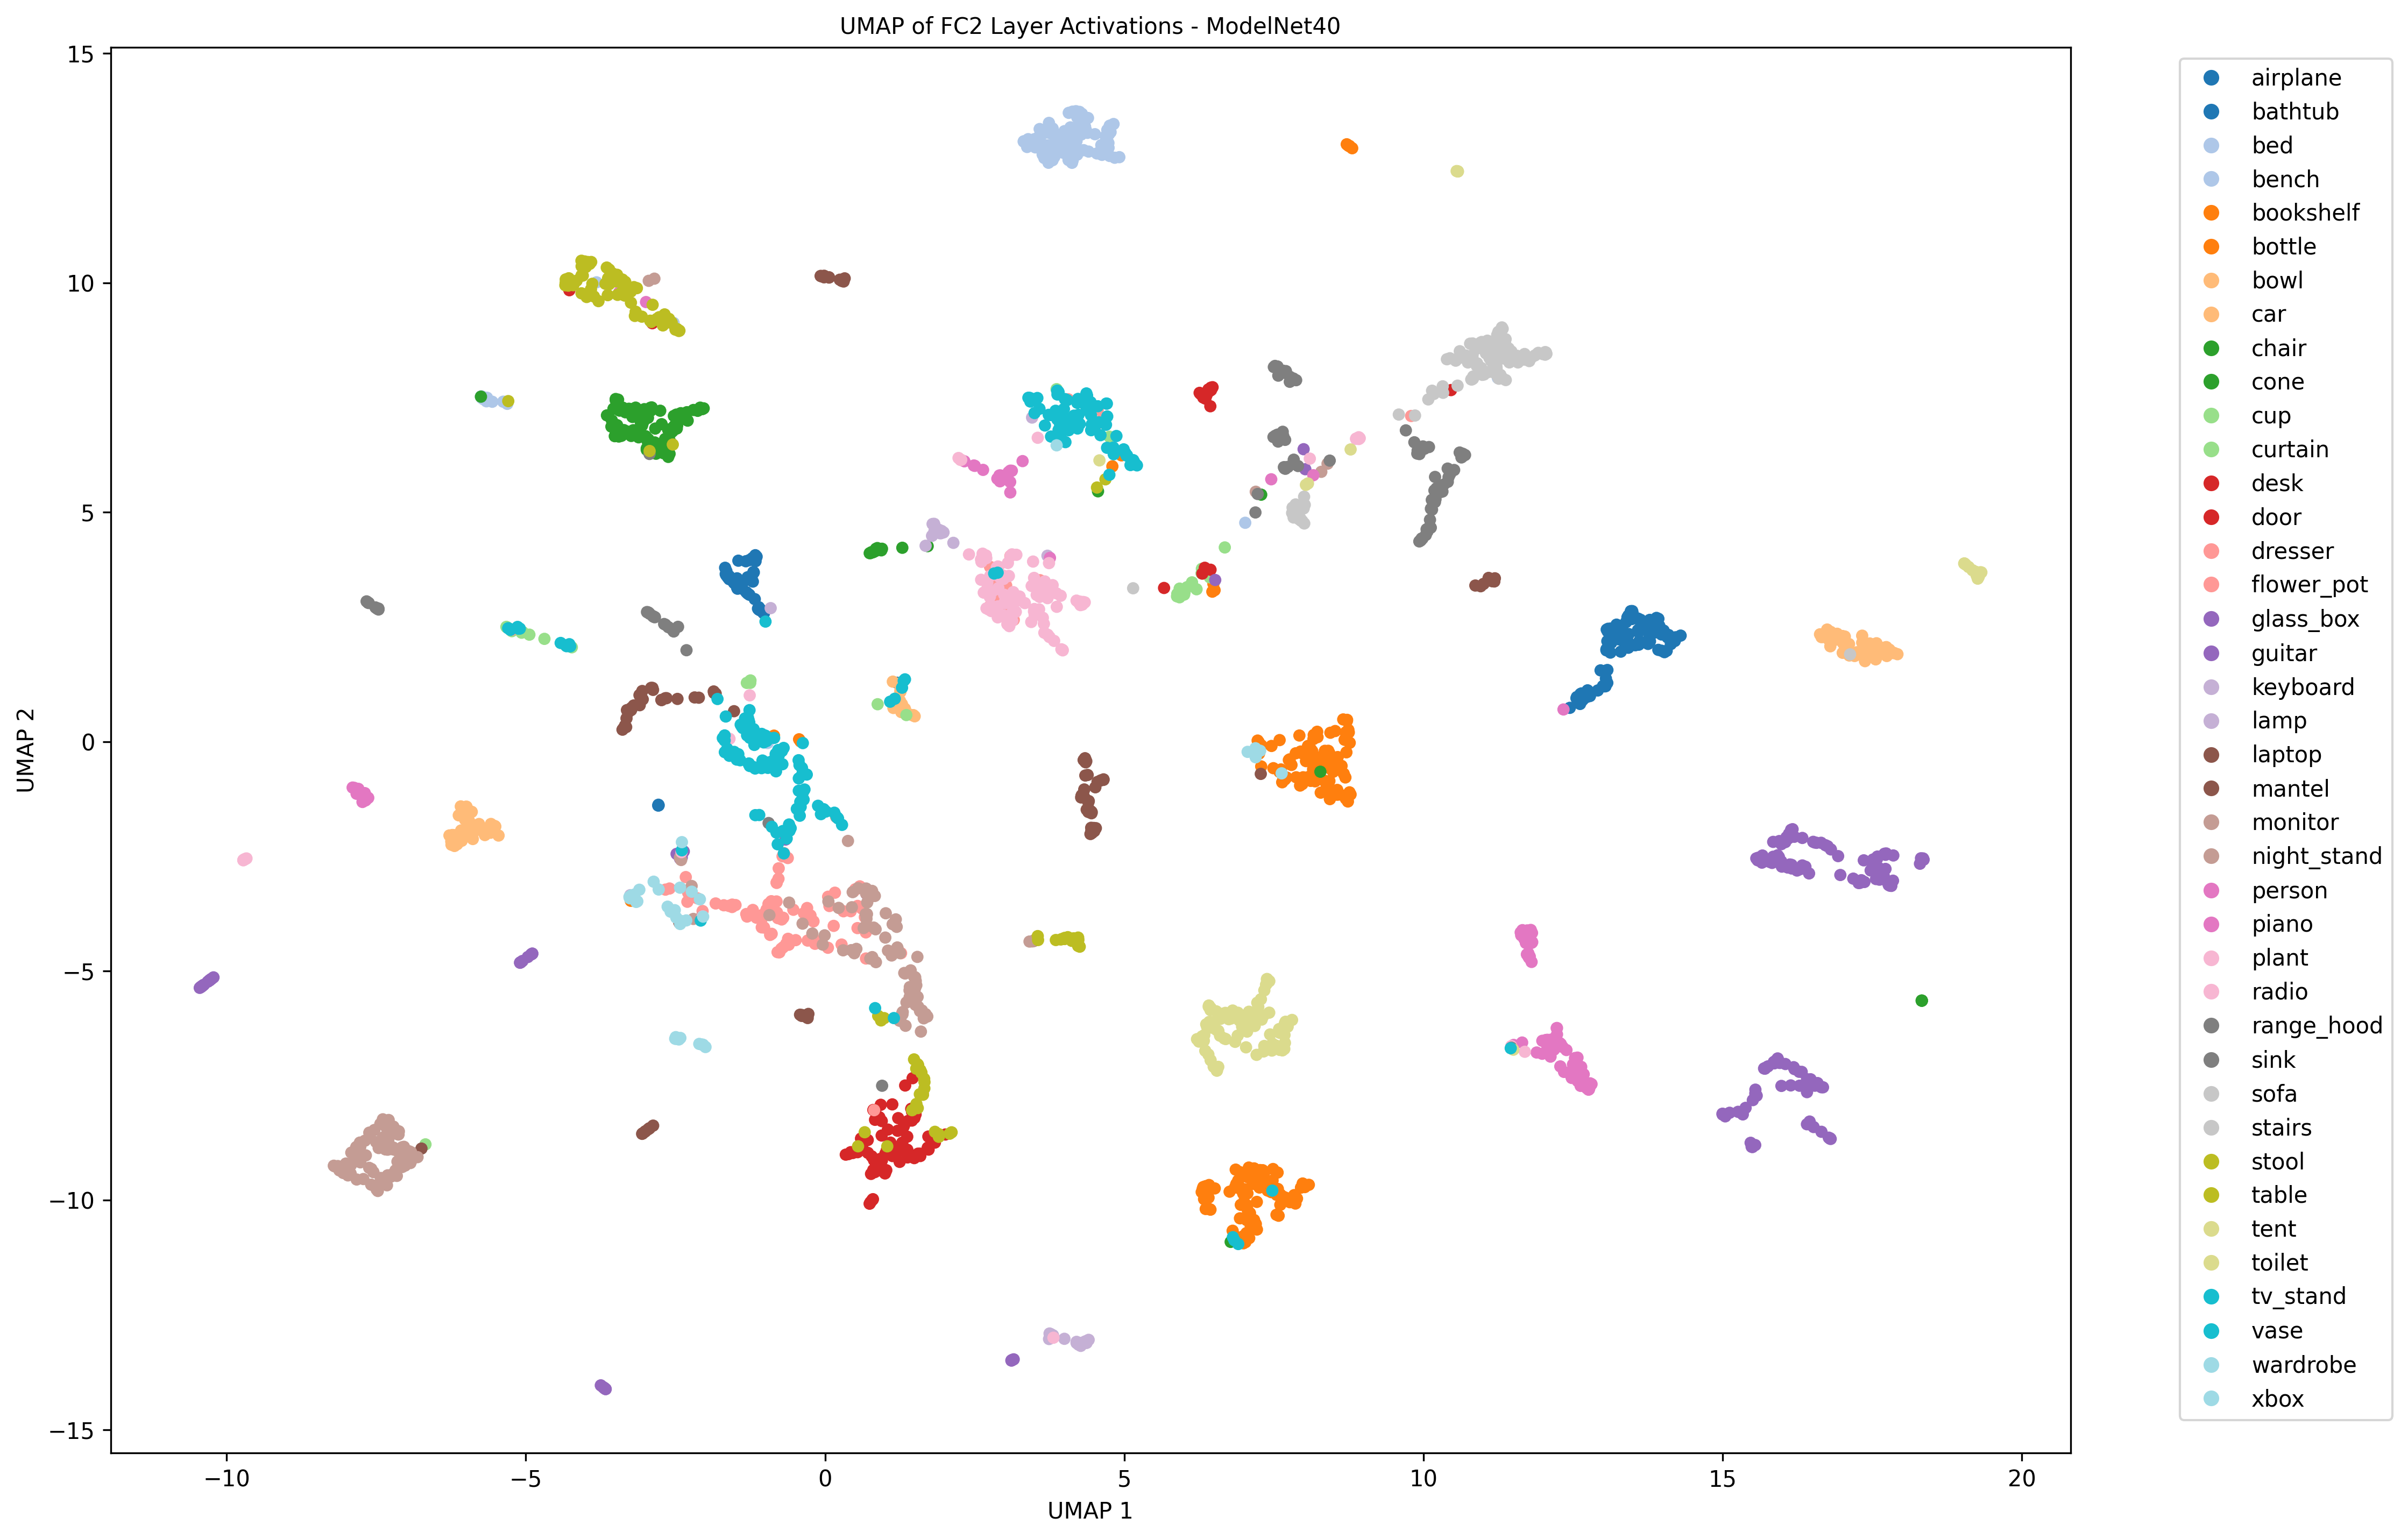 UMAP of FC2 Layer Activations - ModelNet40
15
10
5
0
−5
−10
−15
UMAP 2
−10
−5
0
5
10
15
20
UMAP 1
airplane
bathtub
bed
bench
bookshelf
bottle
bowl
car
chair
cone
cup
curtain
desk
door
dresser
flower_pot
glass_box
guitar
keyboard
lamp
laptop
mantel
monitor
night_stand
person
piano
plant
radio
range_hood
sink
sofa
stairs
stool
table
tent
toilet
tv_stand
vase
wardrobe
xbox